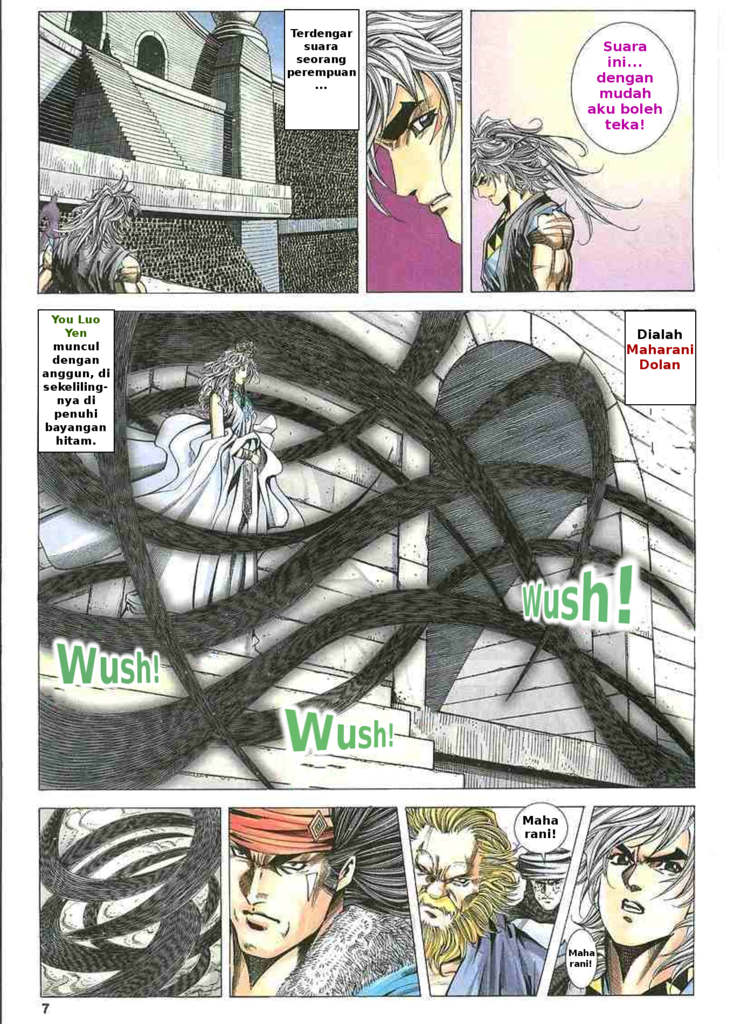 Terdengar
suara
seorang
perempuan
...
Suara
ini...
dengan
mudah
aku boleh
teka!
You Luo
Yen
muncul
dengan
anggun, di
sekeliling-
nya di
penuhi
bayangan
hitam.
Dialah
Maharani
Dolan
Wush!
Wush!
Wush!
Maha
rani!
Maha
rani!
7